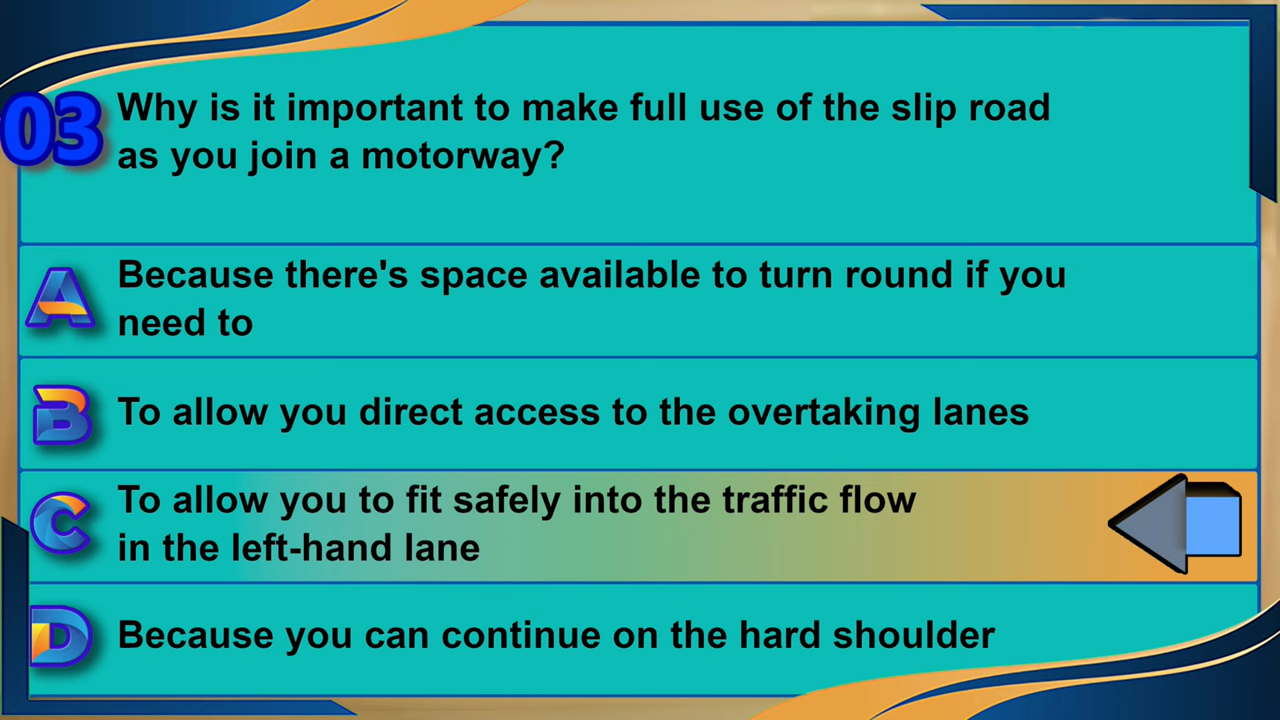 03
Why is it important to make full use of the slip road
as you join a motorway?
A
Because there's space available to turn round if you
need to
B
To allow you direct access to the overtaking lanes
C
To allow you to fit safely into the traffic flow
in the left-hand lane
D
Because you can continue on the hard shoulder